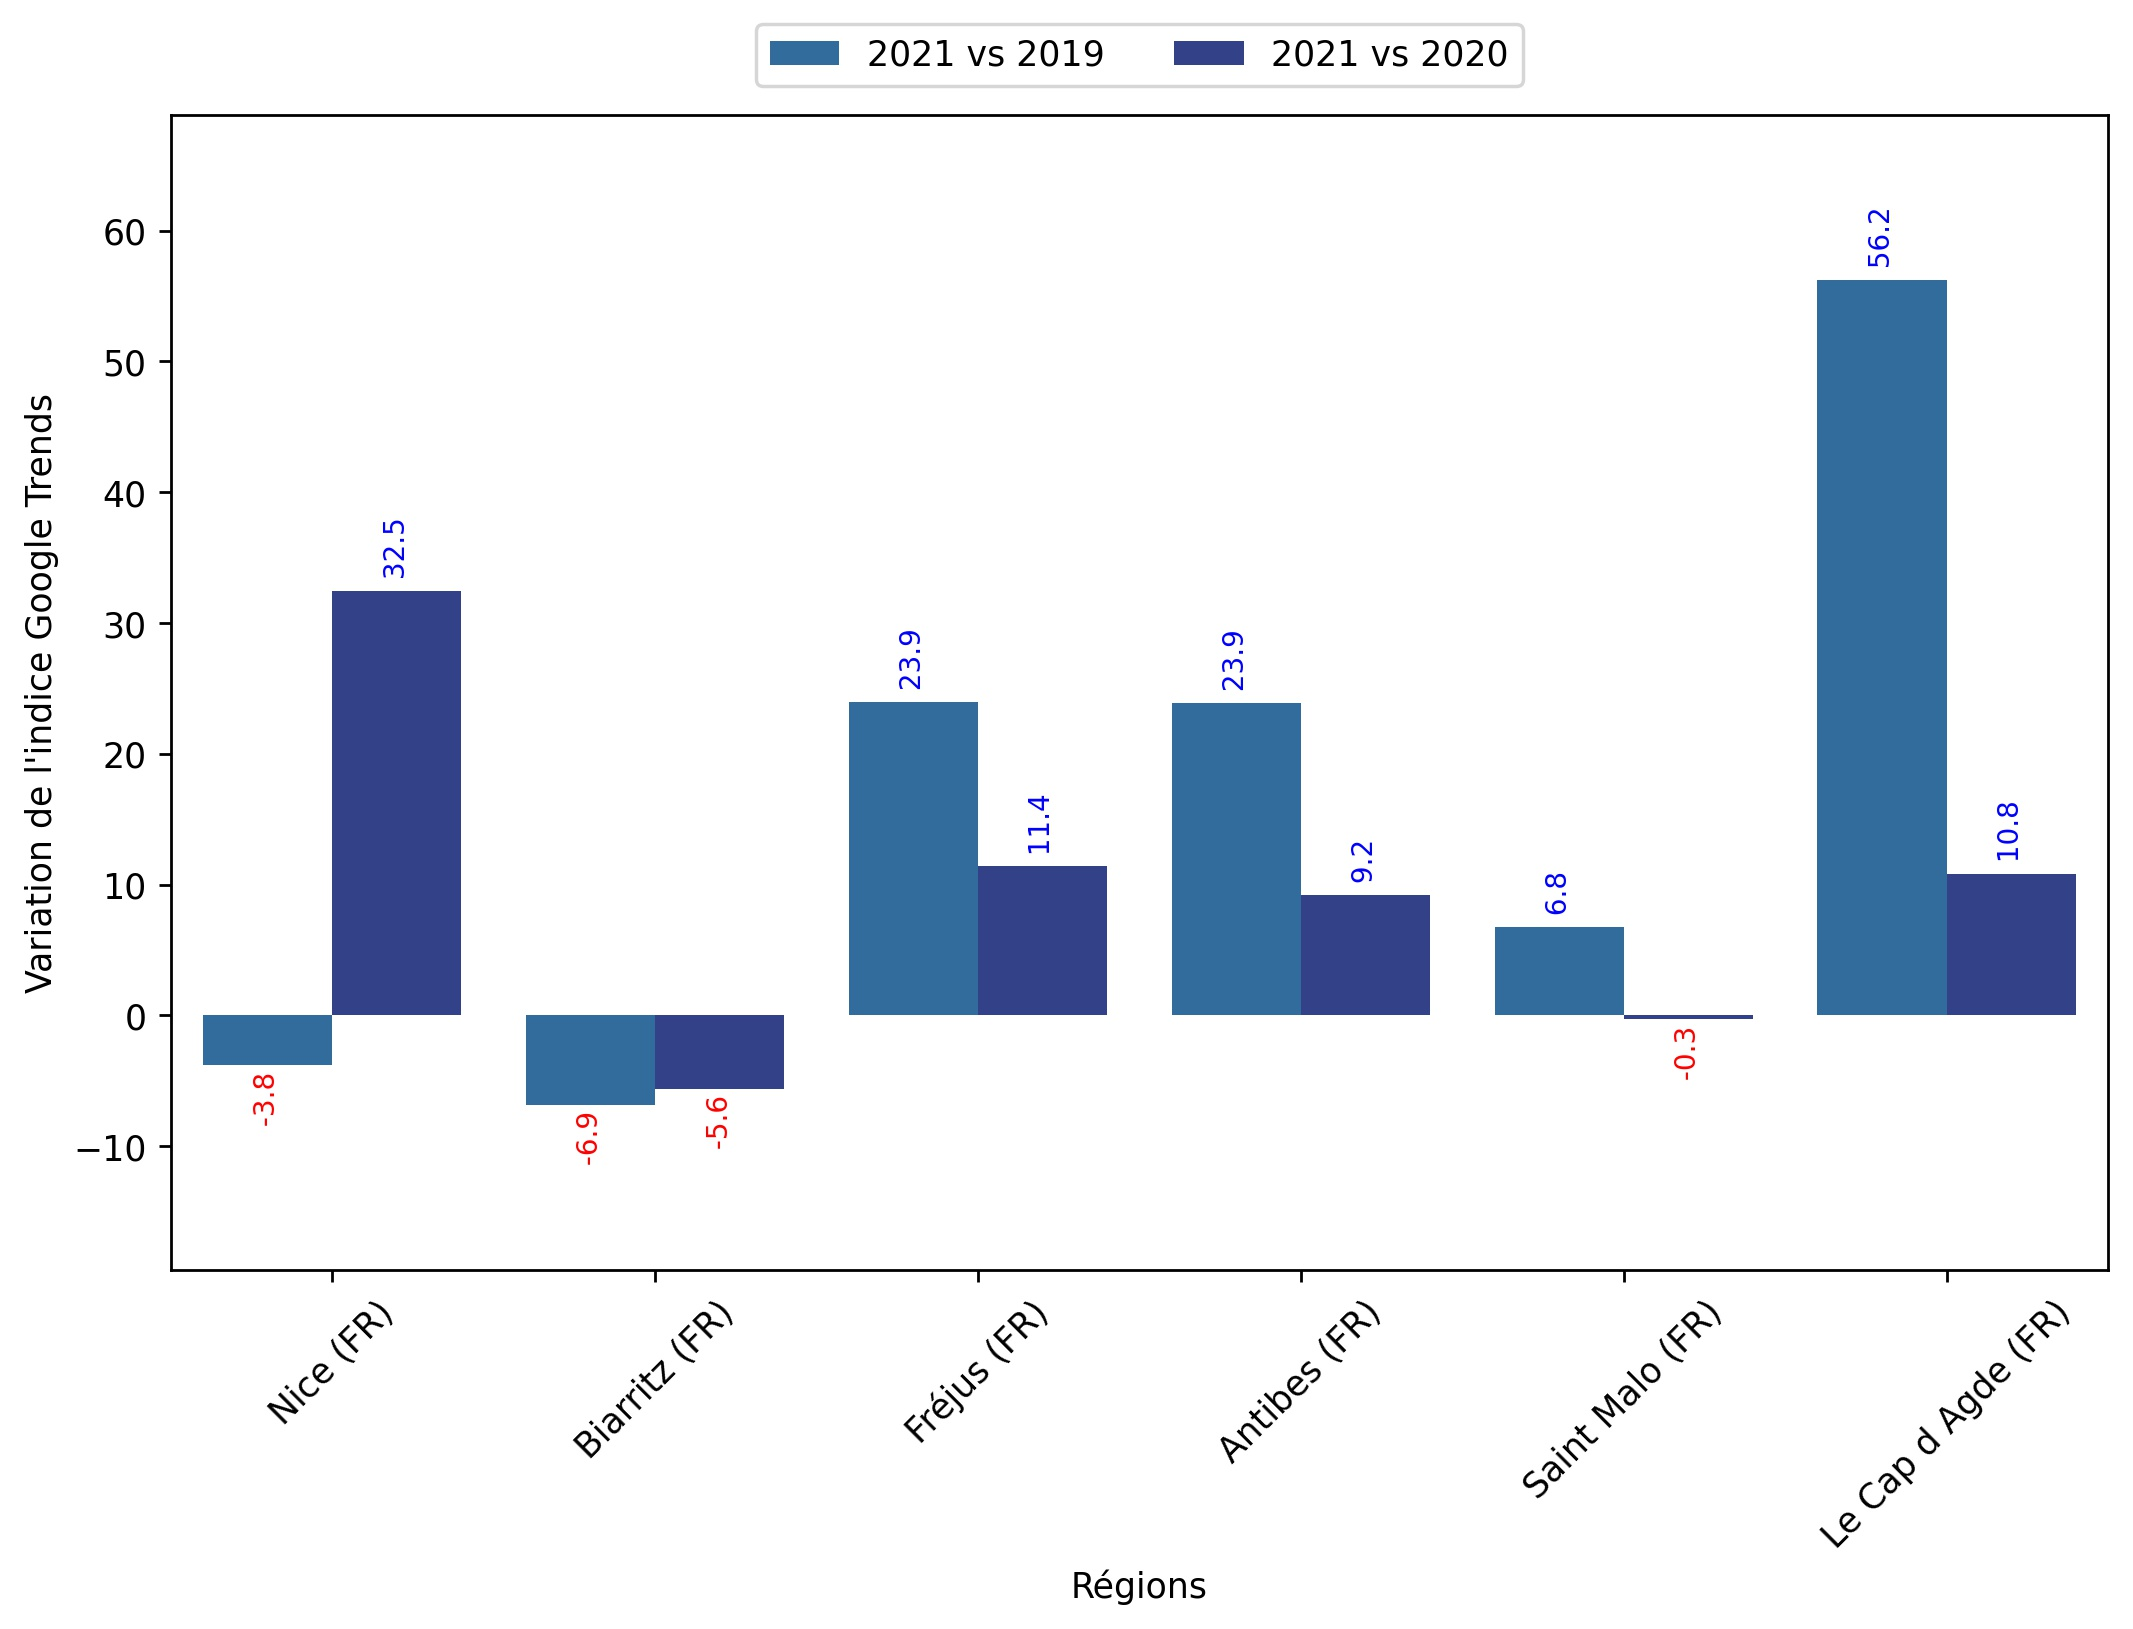 2021 vs 2019
2021 vs 2020
Variation de l'indice Google Trends
60
50
40
30
20
10
0
−10
-3.8
32.5
-6.9
-5.6
23.9
11.4
23.9
9.2
6.8
-0.3
56.2
10.8
Nice (FR)
Biarritz (FR)
Fréjus (FR)
Antibes (FR)
Saint Malo (FR)
Le Cap d Agde (FR)
Régions